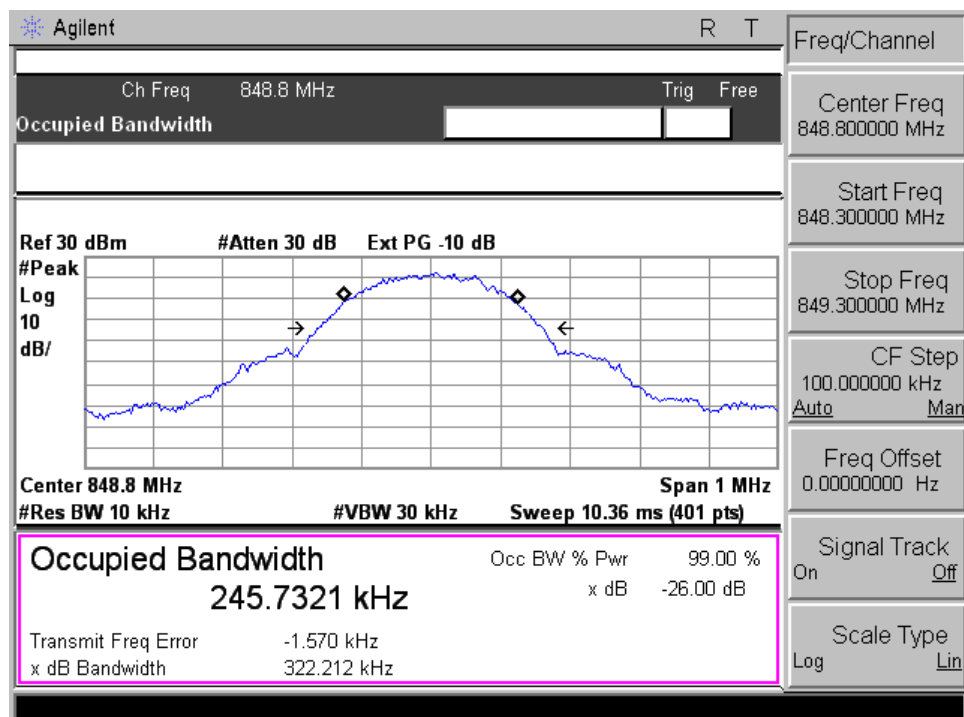 Agilent R T
Ch Freq 848.8 MHz Trig Free
Occupied Bandwidth
Ref 30 dBm #Atten 30 dB Ext PG -10 dB
#Peak
Log
10
dB/
Center 848.8 MHz Span 1 MHz
#Res BW 10 kHz #VBW 30 kHz Sweep 10.36 ms (401 pts)
Occupied Bandwidth
245.7321 kHz
Occ BW % Pwr 99.00 %
x dB -26.00 dB
Transmit Freq Error -1.570 kHz
x dB Bandwidth 322.212 kHz
Freq/Channel
Center Freq
848.800000 MHz
Start Freq
848.300000 MHz
Stop Freq
849.300000 MHz
CF Step
100.000000 kHz
Auto Man
Freq Offset
0.00000000 Hz
Signal Track
On Off
Scale Type
Log Lin